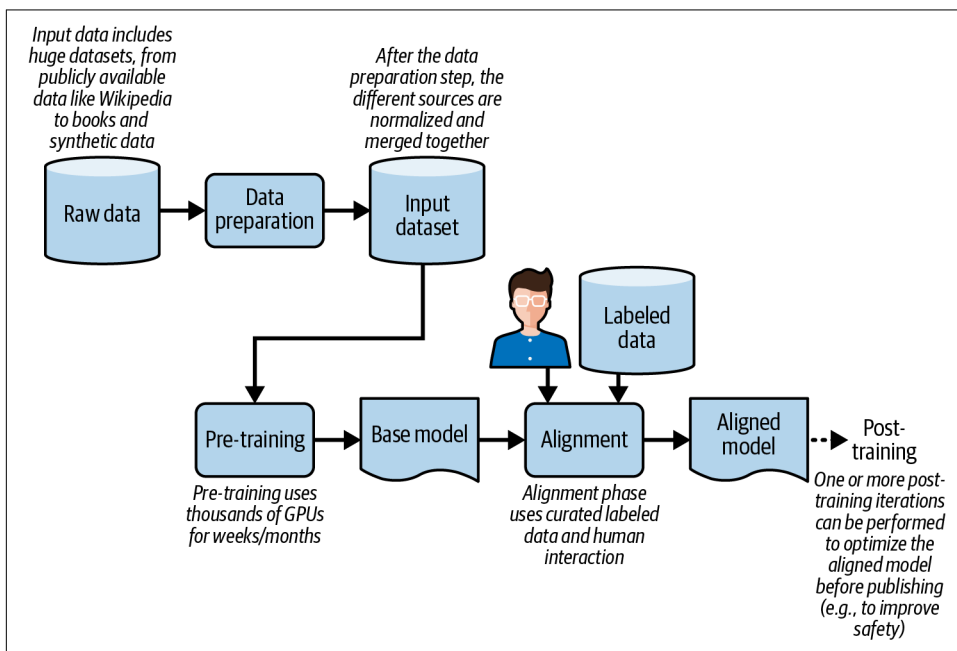 Input data includes
huge datasets, from
publicly available
data like Wikipedia
to books and
synthetic data
After the data
preparation step, the
different sources are
normalized and
merged together
Raw data
Data
preparation
Input
dataset
Labeled
data
Pre-training
Base model
Alignment
Aligned
model
Post-
training
Pre-training uses
thousands of GPUs
for weeks/months
Alignment phase
uses curated labeled
data and human
interaction
One or more post-
training iterations
can be performed
to optimize the
aligned model
before publishing
(e.g., to improve
safety)